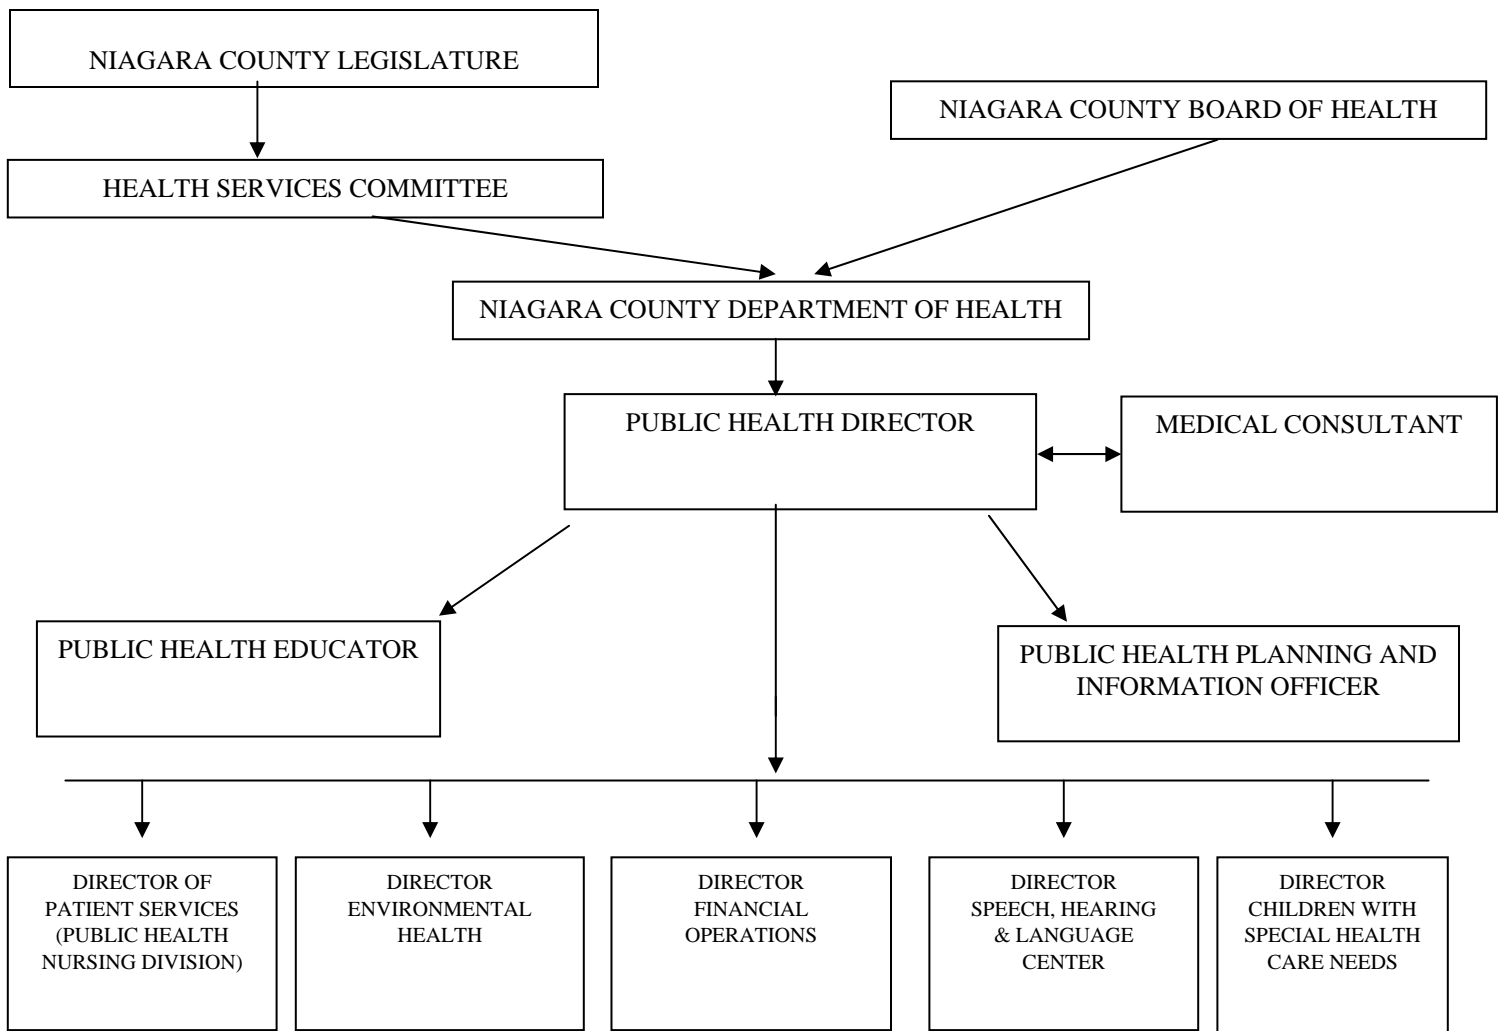 NIAGARA COUNTY LEGISLATURE
NIAGARA COUNTY BOARD OF HEALTH
HEALTH SERVICES COMMITTEE
NIAGARA COUNTY DEPARTMENT OF HEALTH
PUBLIC HEALTH DIRECTOR
MEDICAL CONSULTANT
PUBLIC HEALTH EDUCATOR
PUBLIC HEALTH PLANNING AND
INFORMATION OFFICER
DIRECTOR OF
PATIENT SERVICES
(PUBLIC HEALTH
NURSING DIVISION)
DIRECTOR
ENVIRONMENTAL
HEALTH
DIRECTOR
FINANCIAL
OPERATIONS
DIRECTOR
SPEECH, HEARING
& LANGUAGE
CENTER
DIRECTOR
CHILDREN WITH
SPECIAL HEALTH
CARE NEEDS